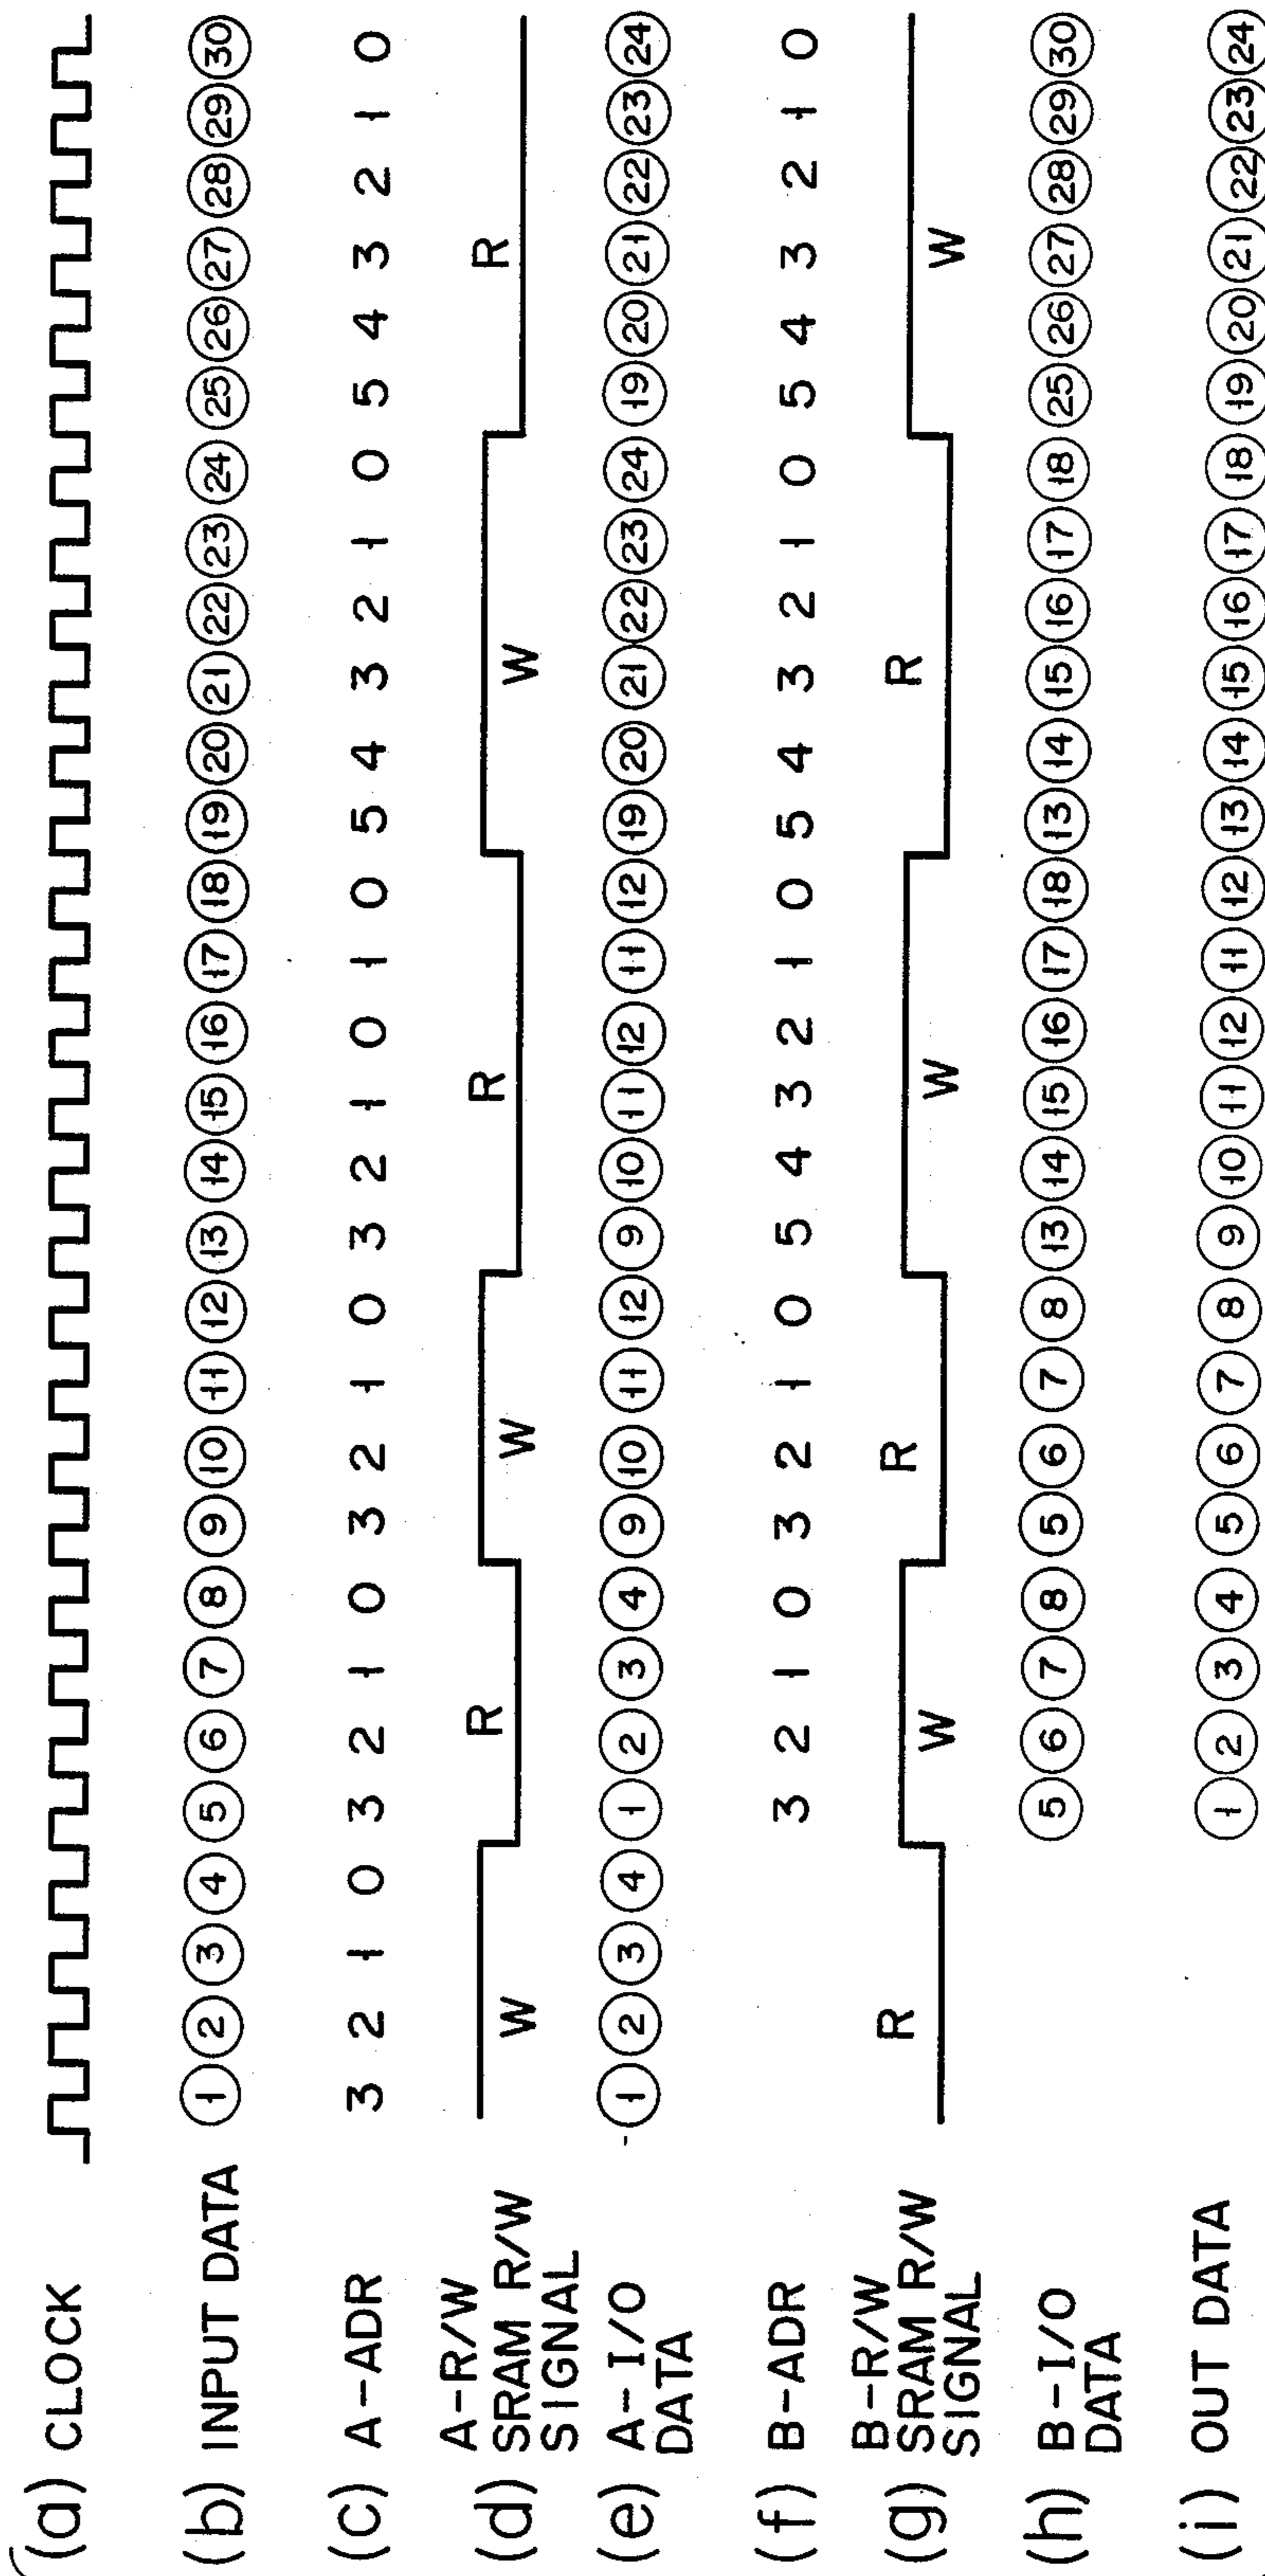 (a) CLOCK
(b) INPUT DATA 1 2 3 4 5 6 7 8 9 10 11 12 13 14 15 16 17 18 19 20 21 22 23 24 25 26 27 28 29 30
(c) A-ADR 3 2 1 0 3 2 1 0 3 2 1 0 3 2 1 0 1 0 5 4 3 2 1 0 5 4 3 2 1 0
(d) A-R/W SRAM R/W SIGNAL W R W R W R
(e) A-I/O DATA 1 2 3 4 1 2 3 4 9 10 11 12 9 10 11 12 11 12 19 20 21 22 23 24 19 20 21 22 23 24
(f) B-ADR 3 2 1 0 3 2 1 0 5 4 3 2 1 0 5 4 3 2 1 0 5 4 3 2 1 0
(g) B-R/W SRAM R/W SIGNAL R W R W R W
(h) B-I/O DATA 5 6 7 8 5 6 7 8 13 14 15 16 17 18 13 14 15 16 17 18 25 26 27 28 29 30
(i) OUT DATA 1 2 3 4 5 6 7 8 9 10 11 12 11 12 13 14 15 16 17 18 19 20 21 22 23 24